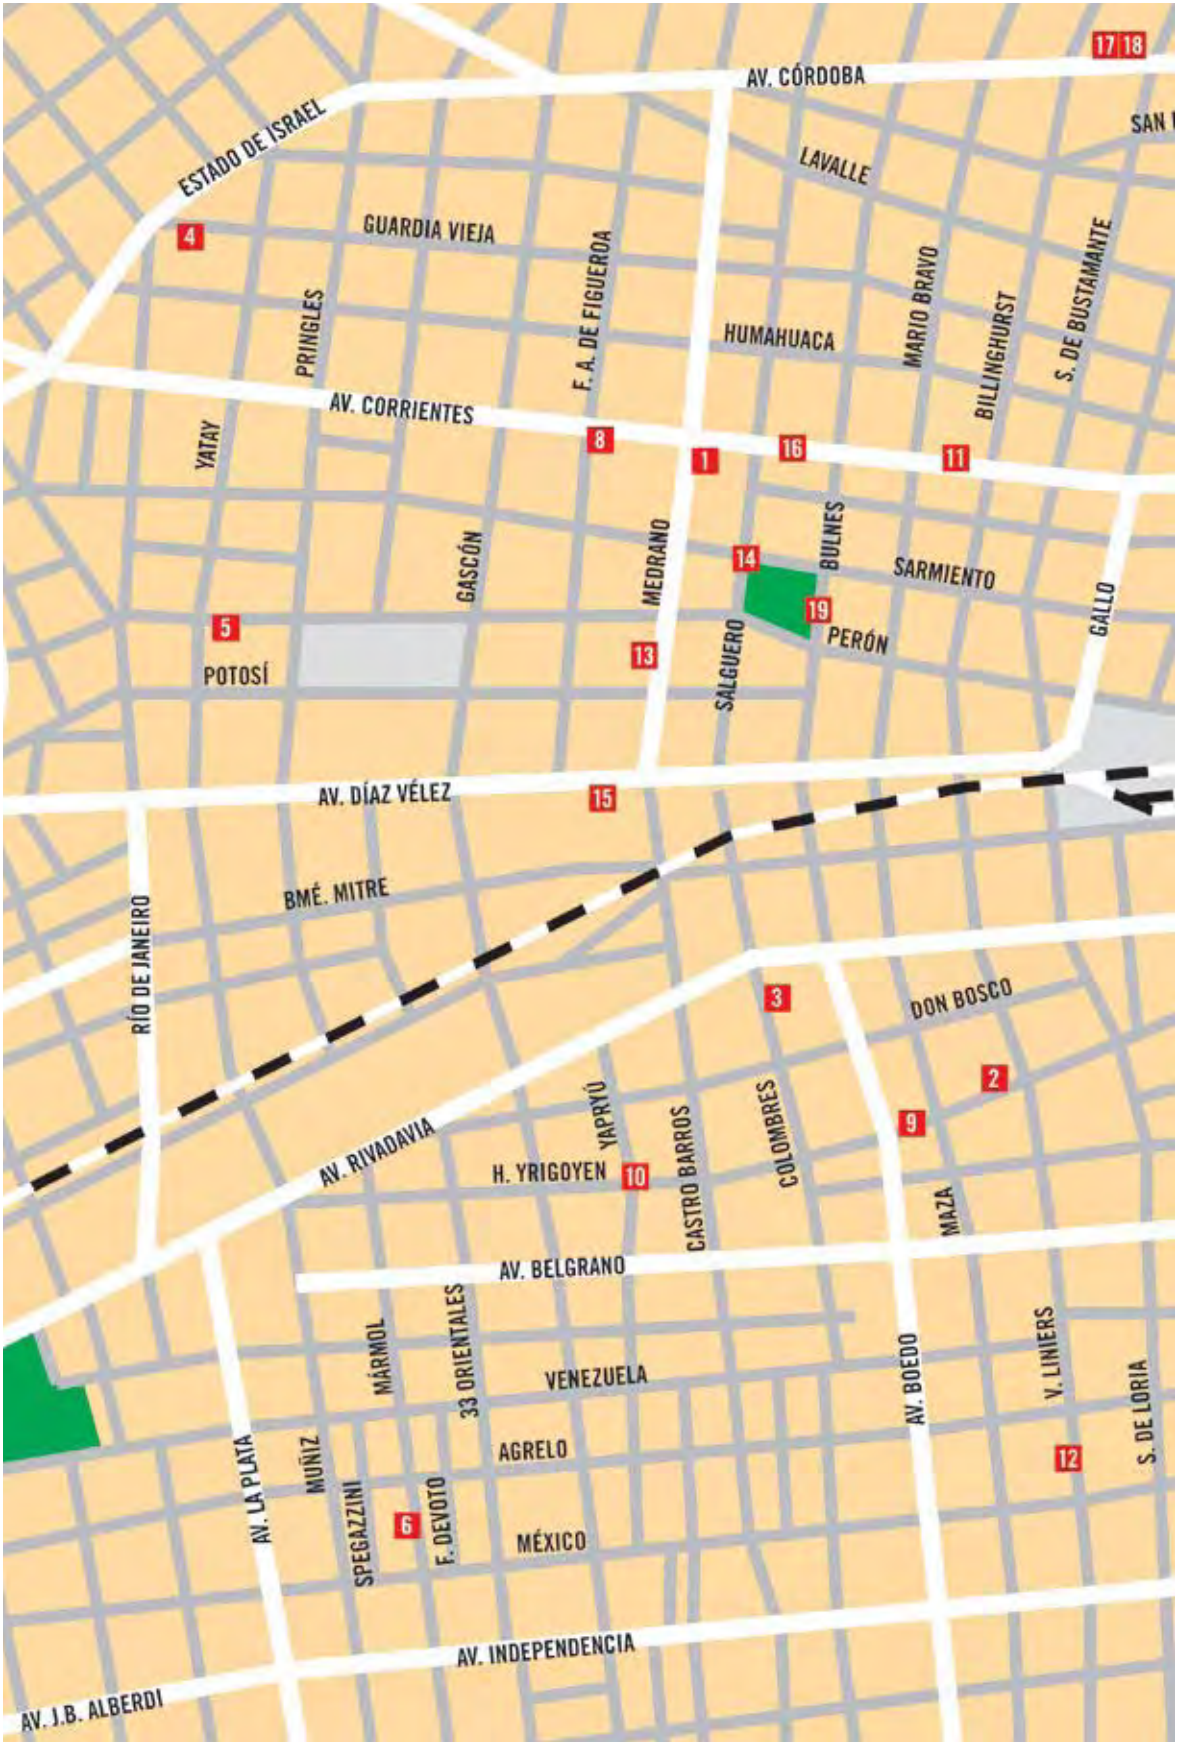 17 18
AV. CÓRDOBA
SAN
ESTADO DE ISRAEL
LAVALLE
4
GUARDIA VIEJA
F. A. DE FIGUEROA
MARIO BRAVO
S. DE BUSTAMANTE
PRINGLES
HUMAHUACA
BILLINGHURST
AV. CORRIENTES
YATAY
8
1
16
11
GASCÓN
MEDRANO
BULNES
14
SARMIENTO
GALLO
5
19
PERÓN
13
SALGUERO
POTOSÍ
AV. DÍAZ VÉLEZ
15
BMÉ. MITRE
RÍO DE JANEIRO
3
DON BOSCO
2
YAPRYÚ
COLOMBRES
9
AV. RIVADAVIA
CASTRO BARROS
H. YRIGOYEN
10
MAZA
AV. BELGRANO
MÁRMOL
33 ORIENTALES
V. LINIERS
AV. BOEDO
VENEZUELA
S. DE LORIA
MUÑIZ
AGRELO
12
AV. LA PLATA
SPEGAZZINI
6
F. DEVOTO
MÉXICO
AV. INDEPENDENCIA
AV. J.B. ALBERDI